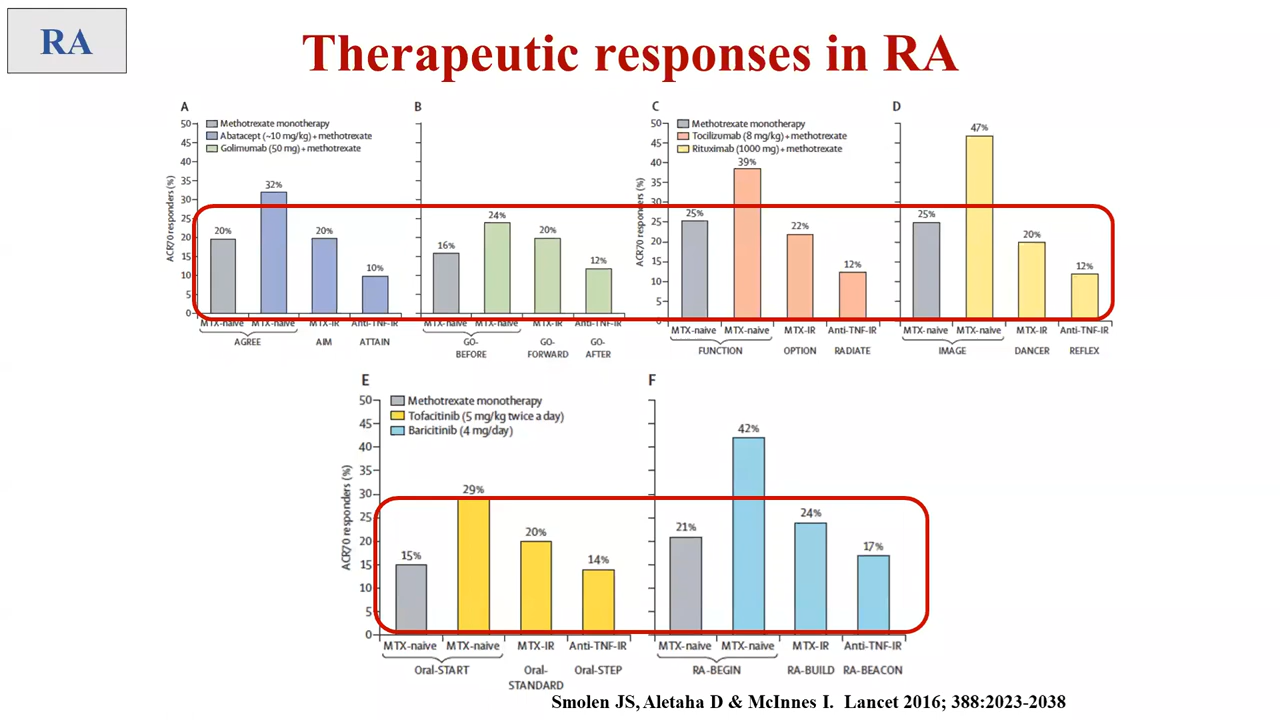 RA
Therapeutic responses in RA
A
50
45
40
35
30
25
20
15
10
5
0
ACR70 responders (%)
Methotrexate monotherapy
Abatacept (~10 mg/kg)+methotrexate
Golimumab (50 mg)+methotrexate
20%
32%
20%
10%
MTX-naive MTX-naive MTX-IR Anti-TNF-IR
AGREE AIM ATTAIN
B
16%
24%
20%
12%
MTX-naive MTX-naive MTX-IR Anti-TNF-IR
GO-BEFORE GO-FORWARD GO-AFTER
C
50
45
40
35
30
25
20
15
10
5
0
ACR70 responders (%)
Methotrexate monotherapy
Tocilizumab (8 mg/kg)+methotrexate
Rituximab (1000 mg)+methotrexate
25%
39%
22%
12%
MTX-naive MTX-naive MTX-IR Anti-TNF-IR
FUNCTION OPTION RADIATE
D
25%
47%
20%
12%
MTX-naive MTX-naive MTX-IR Anti-TNF-IR
IMAGE DANCER REFLEX
E
50
45
40
35
30
25
20
15
10
5
0
ACR70 responders (%)
Methotrexate monotherapy
Tofacitinib (5 mg/kg twice a day)
Baricitinib (4 mg/day)
15%
29%
20%
14%
MTX-naive MTX-naive MTX-IR Anti-TNF-IR
Oral-START Oral-STANDARD Oral-STEP
F
21%
42%
24%
17%
MTX-naive MTX-naive MTX-IR Anti-TNF-IR
RA-BEGIN RA-BUILD RA-BEACON
Smolen JS, Aletaha D & McInnes I. Lancet 2016; 388:2023-2038